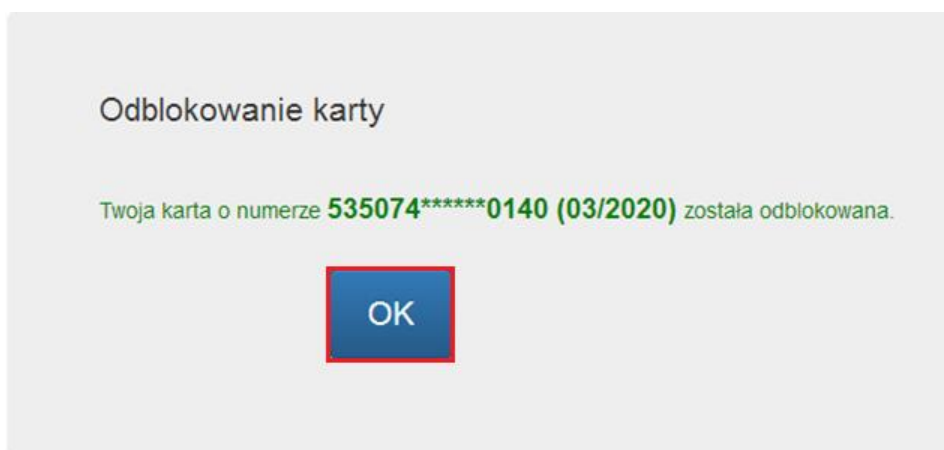 Odblokowanie karty
Twoja karta o numerze 535074******0140 (03/2020) została odblokowana.
OK